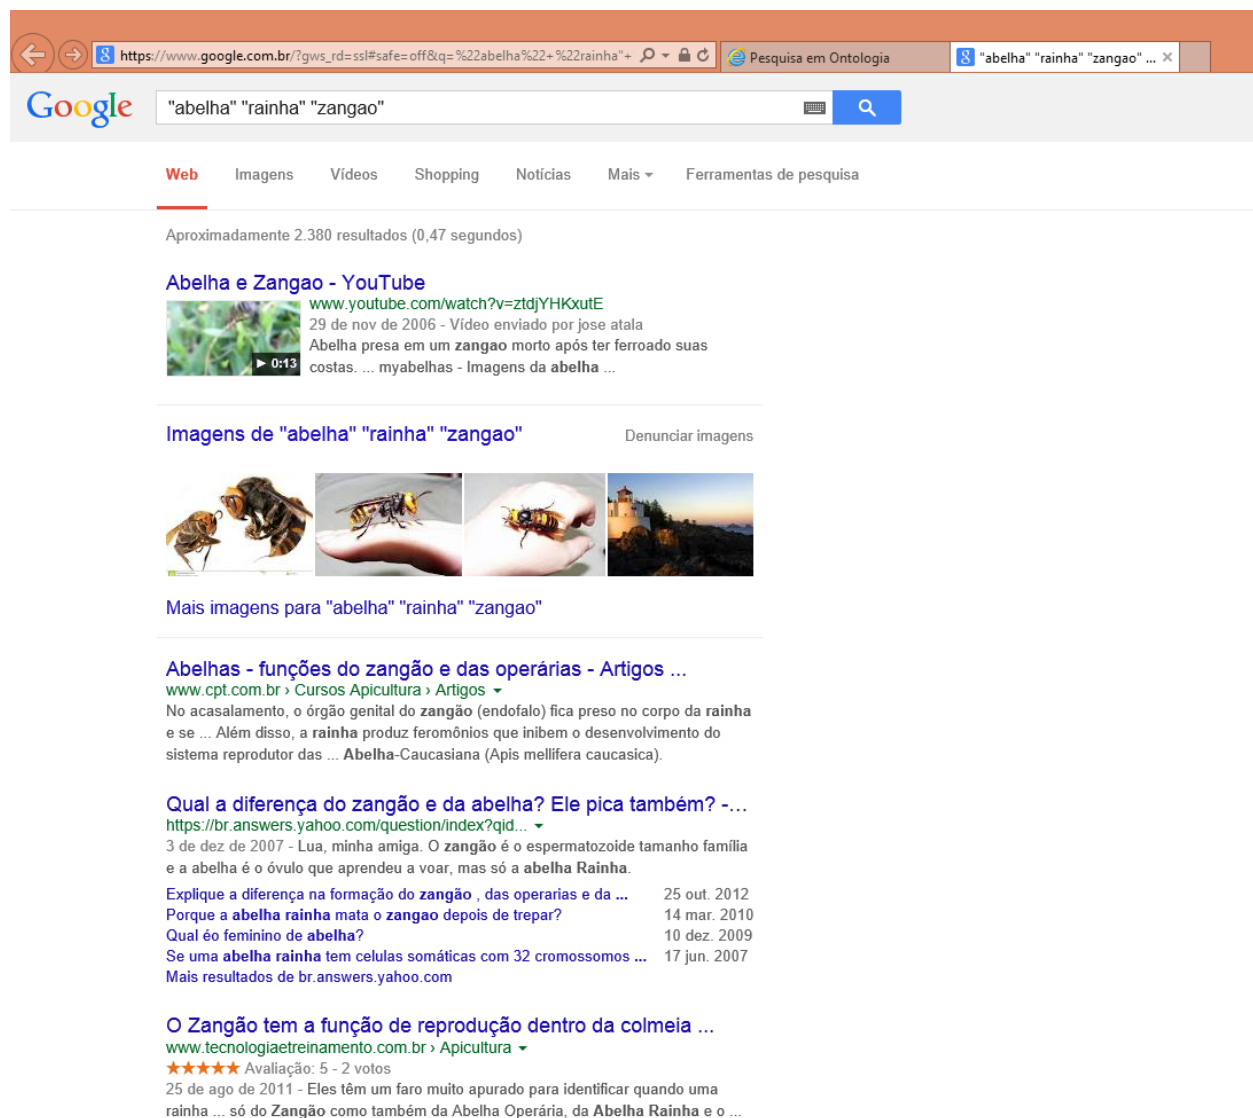 https://www.google.com.br/?gws_rd=ssl#safe=off&q=%22abelha%22+%22rainha"+
Pesquisa em Ontologia
"abelha" "rainha" "zangao" ...
Google
"abelha" "rainha" "zangao"
Web Imagens Vídeos Shopping Notícias Mais Ferramentas de pesquisa
Aproximadamente 2.380 resultados (0,47 segundos)
Abelha e Zangao - YouTube
www.youtube.com/watch?v=ztdjYHKxutE
29 de nov de 2006 - Vídeo enviado por jose atala
Abelha presa em um zangao morto após ter ferroado suas
costas. ... myabelhas - Imagens da abelha ...
0:13
Imagens de "abelha" "rainha" "zangao"
Denunciar imagens
Mais imagens para "abelha" "rainha" "zangao"
Abelhas - funções do zangão e das operárias - Artigos ...
www.cpt.com.br › Cursos Apicultura › Artigos
No acasalamento, o órgão genital do zangão (endofalo) fica preso no corpo da rainha
e se ... Além disso, a rainha produz feromônios que inibem o desenvolvimento do
sistema reprodutor das ... Abelha-Caucasiana (Apis mellifera caucasica).
Qual a diferença do zangão e da abelha? Ele pica também? -...
https://br.answers.yahoo.com/question/index?qid...
3 de dez de 2007 - Lua, minha amiga. O zangão é o espermatozoide tamanho família
e a abelha é o óvulo que aprendeu a voar, mas só a abelha Rainha.
Explique a diferença na formação do zangão , das operarias e da ... 25 out. 2012
Porque a abelha rainha mata o zangao depois de trepar? 14 mar. 2010
Qual éo feminino de abelha? 10 dez. 2009
Se uma abelha rainha tem celulas somáticas com 32 cromossomos ... 17 jun. 2007
Mais resultados de br.answers.yahoo.com
O Zangão tem a função de reprodução dentro da colmeia ...
www.tecnologiaetreinamento.com.br › Apicultura
★★★★★ Avaliação: 5 - 2 votos
25 de ago de 2011 - Eles têm um faro muito apurado para identificar quando uma
rainha ... só do Zangão como também da Abelha Operária, da Abelha Rainha e o ...